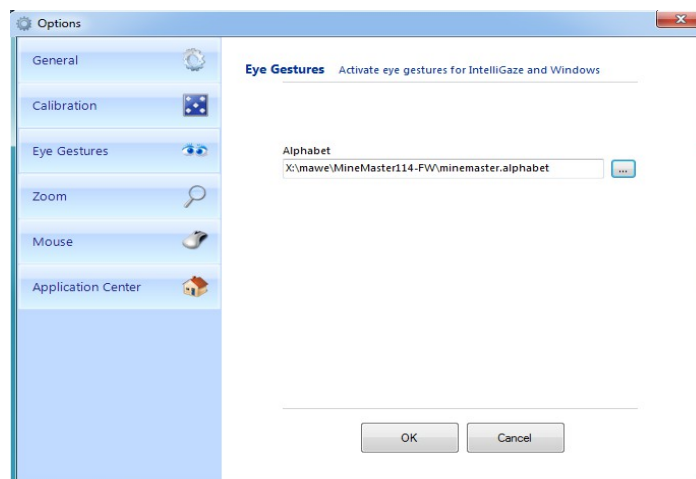 Options
General
Calibration
Eye Gestures
Zoom
Mouse
Application Center
Eye Gestures Activate eye gestures for IntelliGaze and Windows
Alphabet
X:\mawe\MineMaster114-FW\minemaster.alphabet
...
OK Cancel